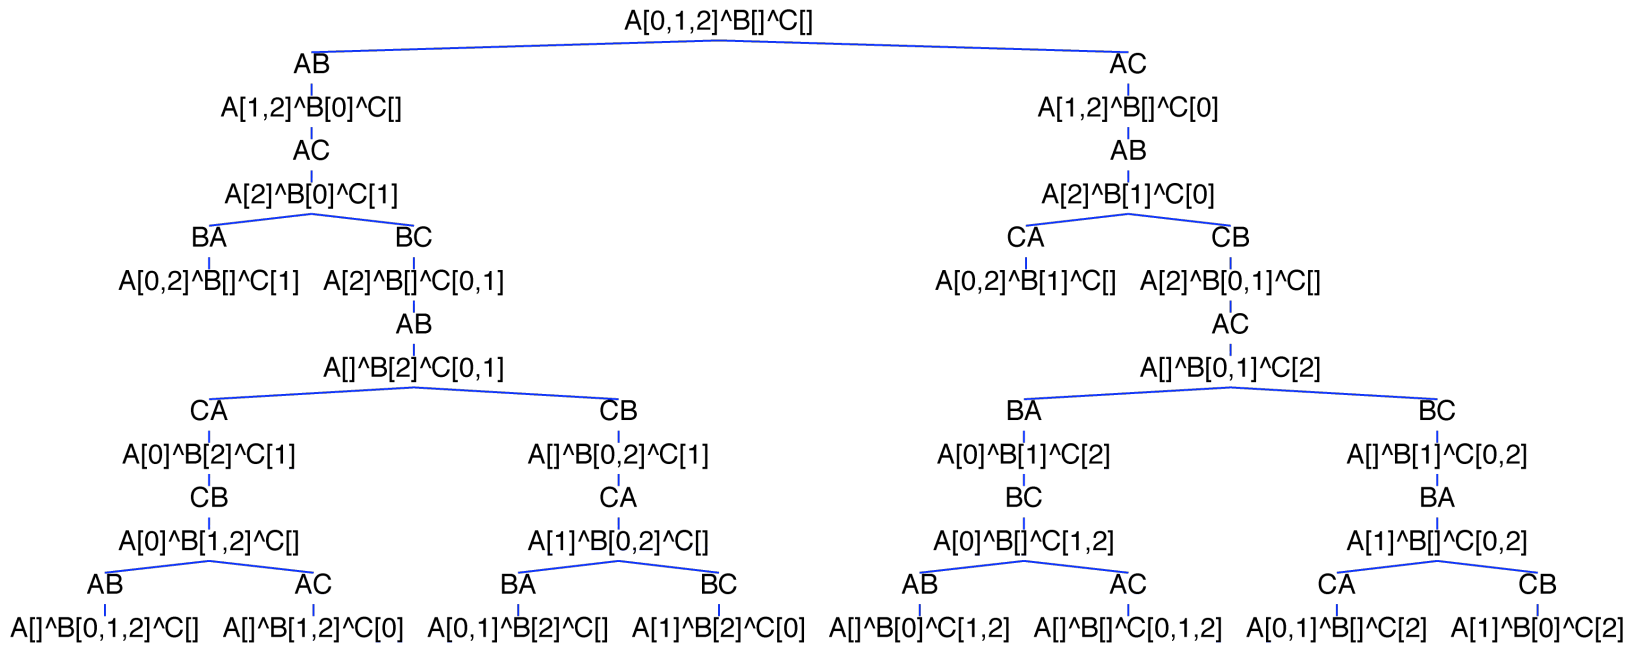 A[0,1,2]^B[]^C[]
AB AC
A[1,2]^B[0]^C[] A[1,2]^B[]^C[0]
AC AB
A[2]^B[0]^C[1] A[2]^B[1]^C[0]
BA BC CA CB
A[0,2]^B[]^C[1] A[2]^B[]^C[0,1] A[0,2]^B[1]^C[] A[2]^B[0,1]^C[]
AB AC
A[]^B[2]^C[0,1] A[]^B[0,1]^C[2]
CA CB BA BC
A[0]^B[2]^C[1] A[]^B[0,2]^C[1] A[0]^B[1]^C[2] A[]^B[1]^C[0,2]
CB CA BC BA
A[0]^B[1,2]^C[] A[1]^B[0,2]^C[] A[0]^B[]^C[1,2] A[1]^B[]^C[0,2]
AB AC BA BC AB AC CA CB
A[]^B[0,1,2]^C[] A[]^B[1,2]^C[0] A[0,1]^B[2]^C[] A[1]^B[2]^C[0] A[]^B[0]^C[1,2] A[]^B[]^C[0,1,2] A[0,1]^B[]^C[2] A[1]^B[0]^C[2]